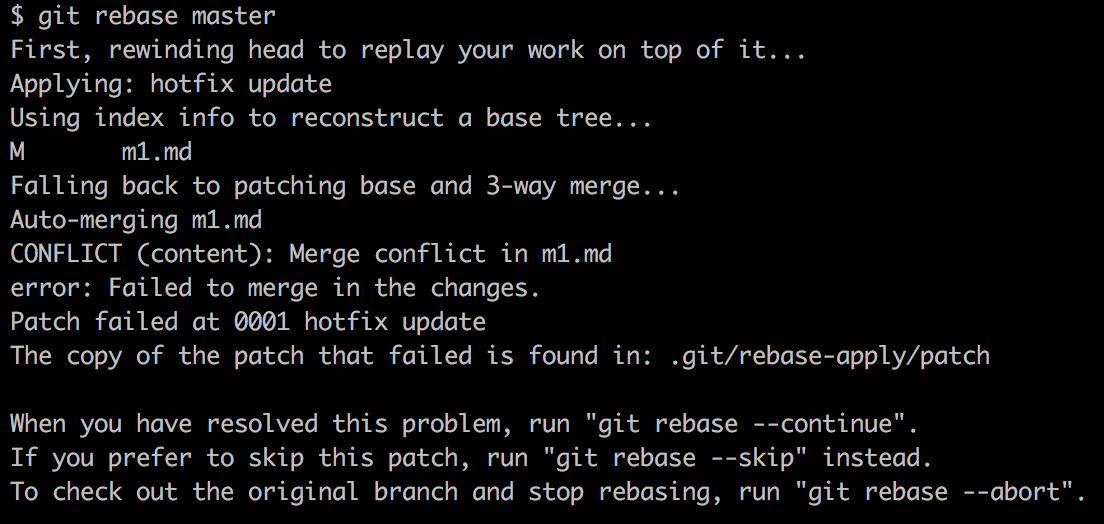 $ git rebase master
First, rewinding head to replay your work on top of it...
Applying: hotfix update
Using index info to reconstruct a base tree...
M       m1.md
Falling back to patching base and 3-way merge...
Auto-merging m1.md
CONFLICT (content): Merge conflict in m1.md
error: Failed to merge in the changes.
Patch failed at 0001 hotfix update
The copy of the patch that failed is found in: .git/rebase-apply/patch

When you have resolved this problem, run "git rebase --continue".
If you prefer to skip this patch, run "git rebase --skip" instead.
To check out the original branch and stop rebasing, run "git rebase --abort".